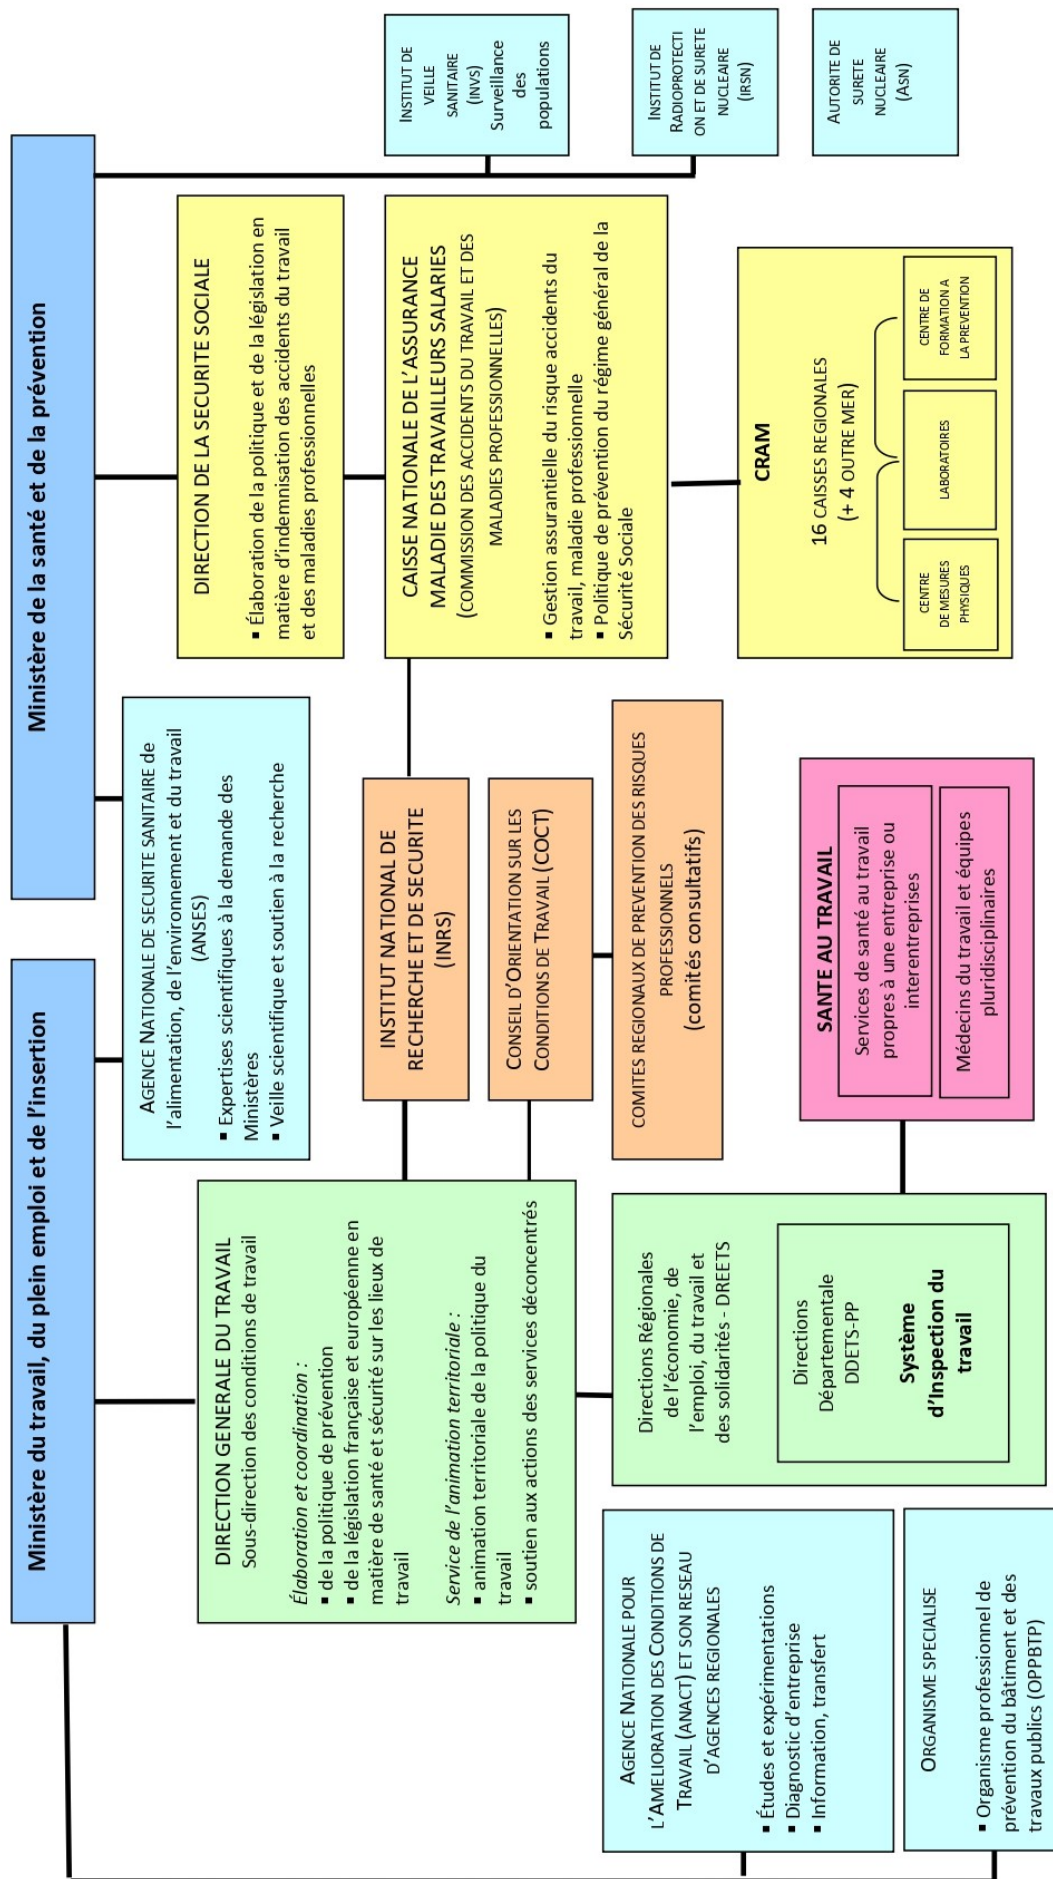 Ministère du travail, du plein emploi et de l'insertion
Ministère de la santé et de la prévention
AGENCE NATIONALE DE SECURITE SANITAIRE de
l'alimentation, de l'environnement et du travail
(ANSES)
▪ Expertises scientifiques à la demande des
Ministères
▪ Veille scientifique et soutien à la recherche
DIRECTION GENERALE DU TRAVAIL
Sous-direction des conditions de travail
Élaboration et coordination :
▪ de la politique de prévention
▪ de la législation française et européenne en
matière de santé et sécurité sur les lieux de
travail
Service de l'animation territoriale :
▪ animation territoriale de la politique du
travail
▪ soutien aux actions des services déconcentrés
DIRECTION DE LA SECURITE SOCIALE
▪ Élaboration de la politique et de la législation en
matière d'indemnisation des accidents du travail
et des maladies professionnelles
INSTITUT DE
VEILLE
SANITAIRE
(INVS)
Surveillance
des
populations
INSTITUT NATIONAL DE
RECHERCHE ET DE SECURITE
(INRS)
CAISSE NATIONALE DE L'ASSURANCE
MALADIE DES TRAVAILLEURS SALARIES
(COMMISSION DES ACCIDENTS DU TRAVAIL ET DES
MALADIES PROFESSIONNELLES)
▪ Gestion assurantielle du risque accidents du
travail, maladie professionnelle
▪ Politique de prévention du régime général de la
Sécurité Sociale
CONSEIL D'ORIENTATION SUR LES
CONDITIONS DE TRAVAIL (COCT)
INSTITUT DE
RADIOPROTECTI
ON ET DE SURETE
NUCLEAIRE
(IRSN)
AGENCE NATIONALE POUR
L'AMELIORATION DES CONDITIONS DE
TRAVAIL (ANACT) ET SON RESEAU
D'AGENCES REGIONALES
▪ Études et expérimentations
▪ Diagnostic d'entreprise
▪ Information, transfert
Directions Régionales
de l'économie, de
l'emploi, du travail et
des solidarités - DREETS
Directions
Départementale
DDETS-PP
Système
d'Inspection du
travail
COMITES REGIONAUX DE PREVENTION DES RISQUES
PROFESSIONNELS
(comités consultatifs)
SANTE AU TRAVAIL
Services de santé au travail
propres à une entreprise ou
interentreprises
Médecins du travail et équipes
pluridisciplinaires
CRAM
16 CAISSES REGIONALES
(+ 4 OUTRE MER)
CENTRE
DE MESURES
PHYSIQUES
LABORATOIRES
CENTRE DE
FORMATION A
LA PREVENTION
AUTORITE DE
SURETE
NUCLEAIRE
(ASN)
ORGANISME SPECIALISE
▪ Organisme professionnel de
prévention du bâtiment et des
travaux publics (OPPBTP)